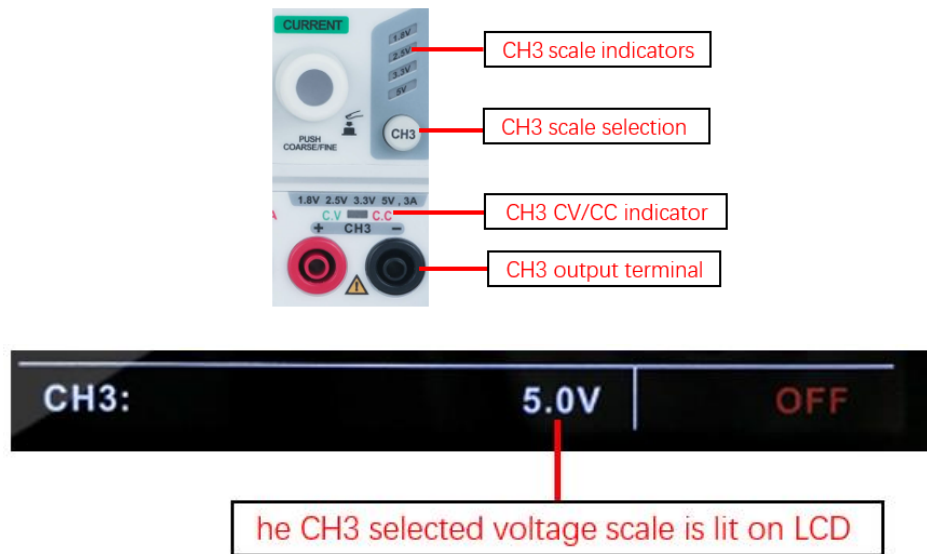 CURRENT
1.8V
2.5V
3.3V
5V
CH3 scale indicators
CH3
CH3 scale selection
PUSH
COARSE/FINE
1.8V 2.5V 3.3V 5V , 3A
A
C.V C.C
CH3 CV/CC indicator
+ CH3 −
CH3 output terminal
CH3: 5.0V OFF
he CH3 selected voltage scale is lit on LCD